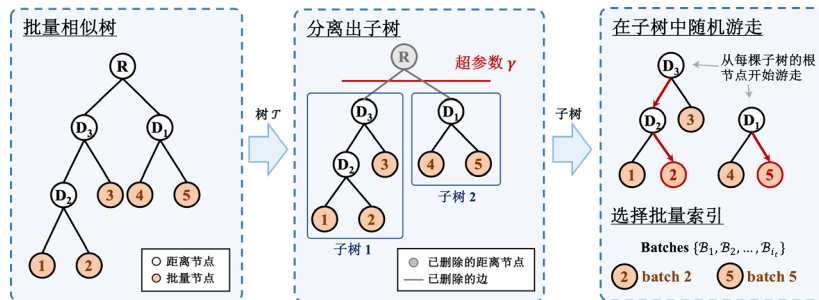 批量相似树
R
D₃
D₁
D₂
3
4
5
1
2
距离节点
批量节点
树 𝒯
分离出子树
R
超参数 γ
D₃
D₁
D₂
3
4
5
1
2
子树 2
子树 1
已删除的距离节点
已删除的边
子树
在子树中随机游走
从每棵子树的根
节点开始游走
D₃
D₂
3
D₁
1
2
4
5
选择批量索引
Batches {ℬ₁, ℬ₂, …, ℬ_{i_t}}
2 batch 2
5 batch 5